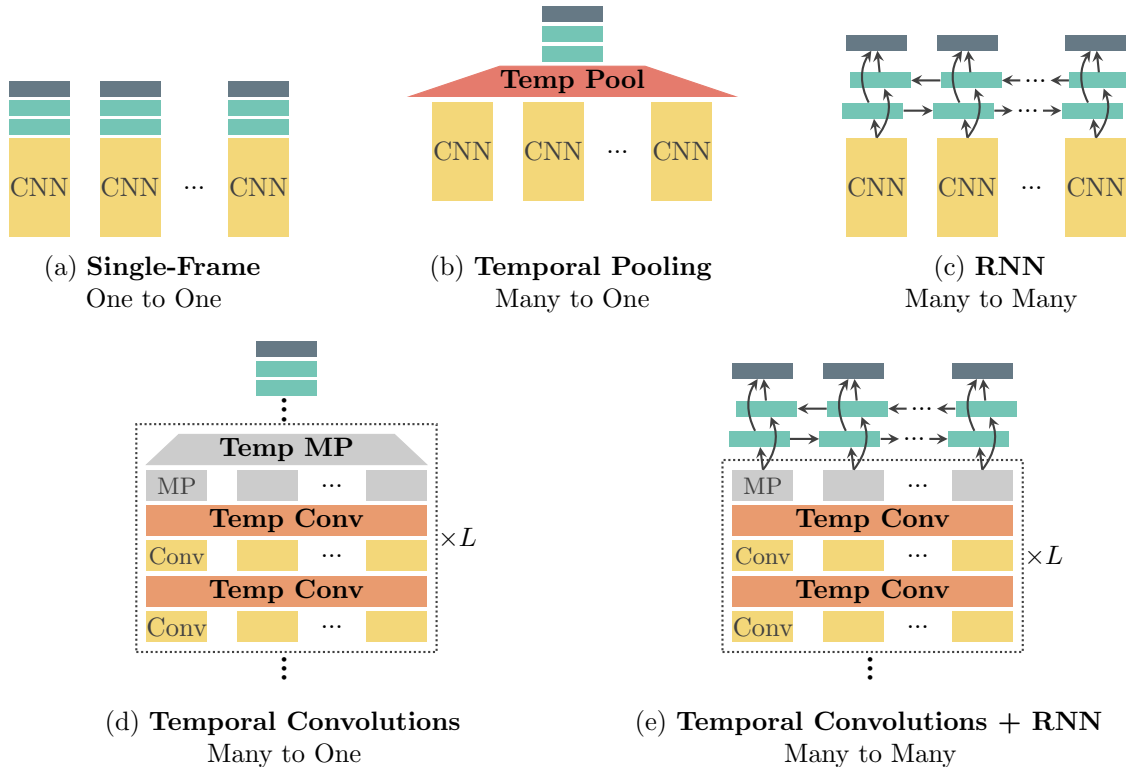 CNN CNN ... CNN
(a) Single-Frame
One to One
Temp Pool
CNN CNN ... CNN
(b) Temporal Pooling
Many to One
...
...
CNN CNN ... CNN
(c) RNN
Many to Many
Temp MP
MP ...
Temp Conv
Conv ...
Temp Conv
Conv ...
×L
(d) Temporal Convolutions
Many to One
...
...
MP ...
Temp Conv
Conv ...
Temp Conv
Conv ...
×L
(e) Temporal Convolutions + RNN
Many to Many